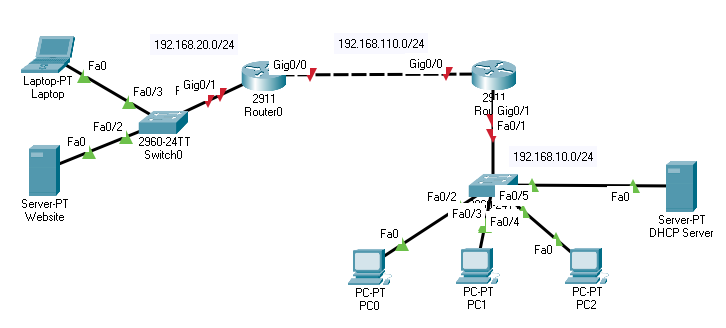 192.168.20.0/24
192.168.110.0/24
Fa0
Laptop-PT
Laptop
Fa0/3
Gig0/1
Gig0/0
2911
Router0
Gig0/0
2911
Gig0/1
Fa0/1
Fa0/2
Fa0
2960-24TT
Switch0
Server-PT
Website
192.168.10.0/24
Fa0/2
Fa0/3
Fa0/4
Fa0/5
Fa0
Server-PT
DHCP Server
Fa0
Fa0
PC-PT
PC0
PC-PT
PC1
PC-PT
PC2